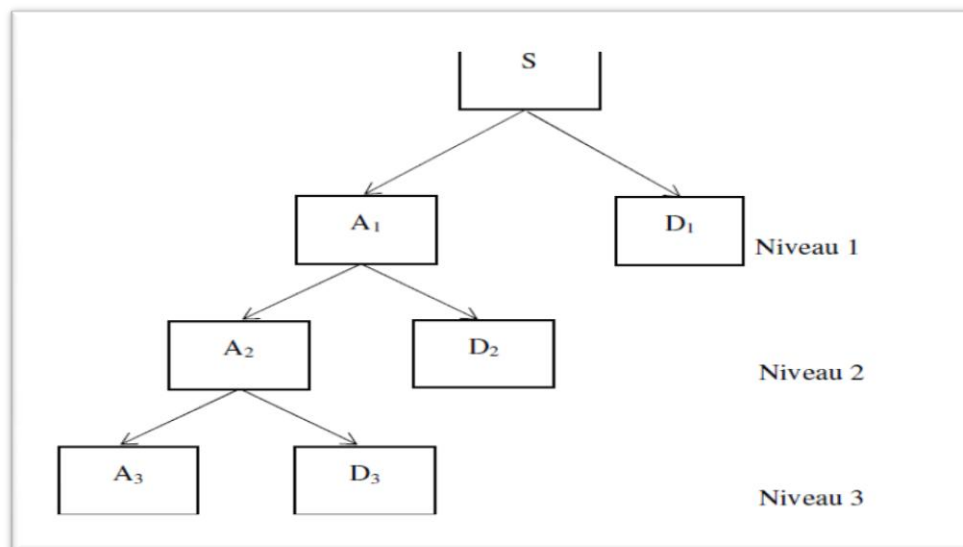 S
A₁
D₁
Niveau 1
A₂
D₂
Niveau 2
A₃
D₃
Niveau 3